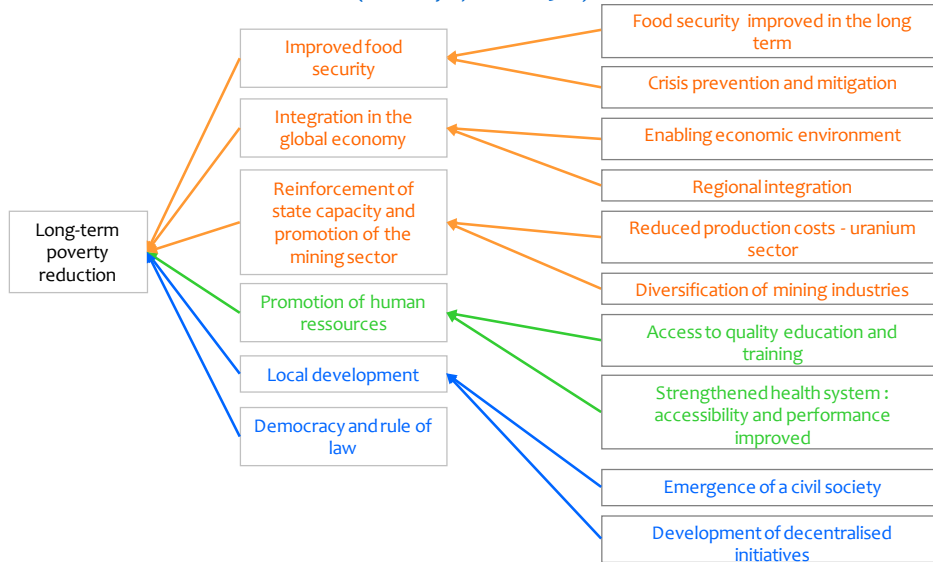 Food security improved in the long
term
Improved food
security
Crisis prevention and mitigation
Integration in the
global economy
Enabling economic environment
Regional integration
Reinforcement of
state capacity and
promotion of the
mining sector
Reduced production costs - uranium
sector
Diversification of mining industries
Long-term
poverty
reduction
Promotion of human
ressources
Access to quality education and
training
Local development
Strengthened health system :
accessibility and performance
improved
Democracy and rule of
law
Emergence of a civil society
Development of decentralised
initiatives